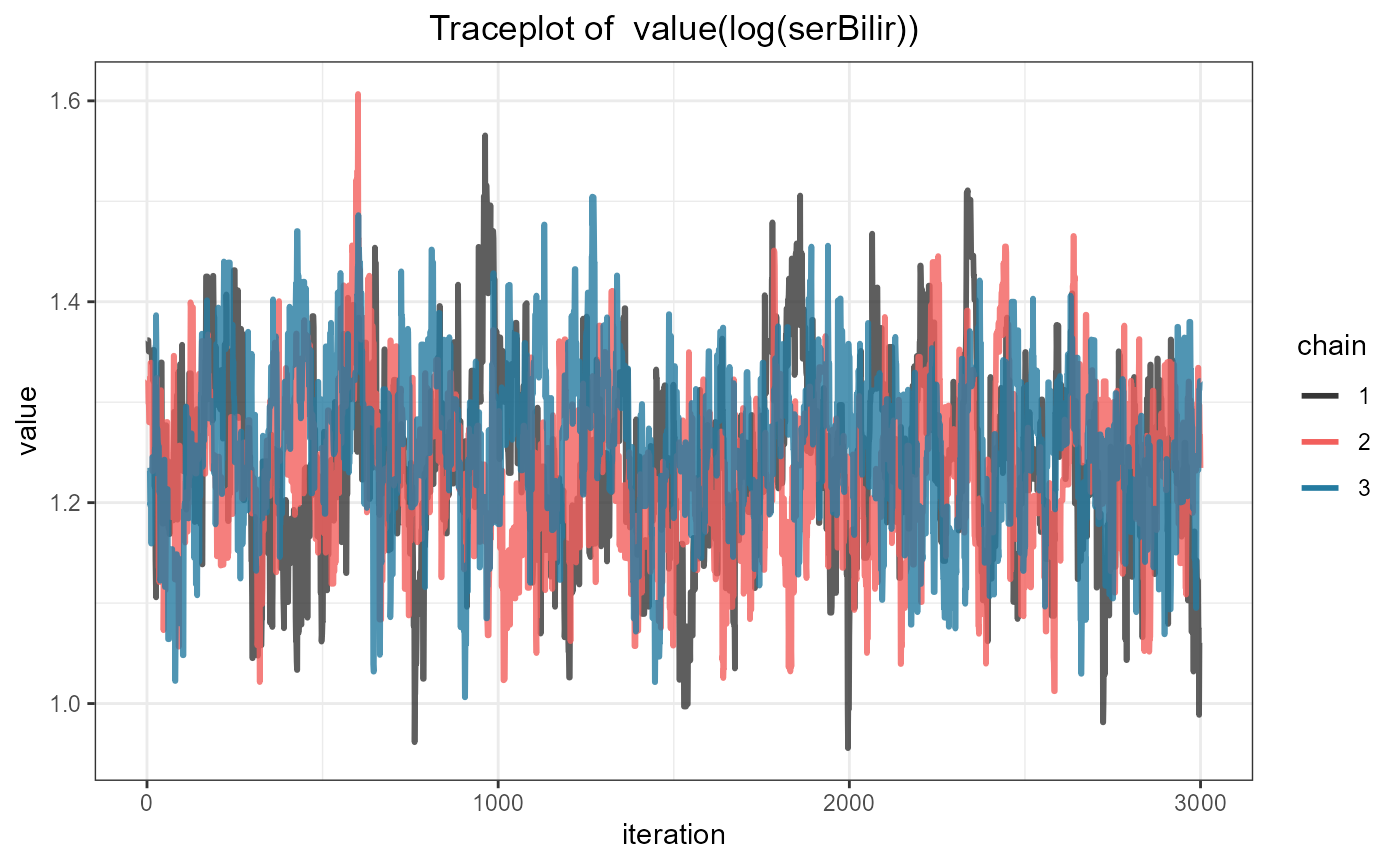 Traceplot of  value(log(serBilir))
value
1.6
1.4
1.2
1.0
0
1000
2000
3000
iteration
chain
1
2
3